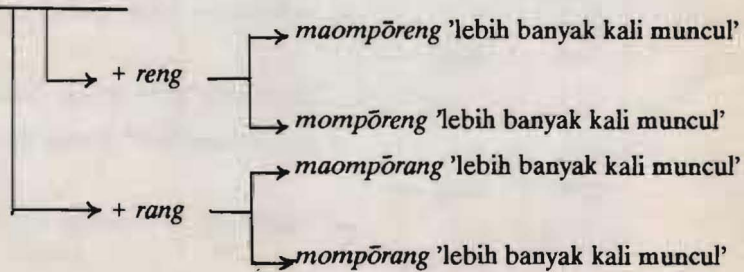 maompōreng 'lebih banyak kali muncul'
+ reng
mompōreng 'lebih banyak kali muncul'
maompōrang 'lebih banyak kali muncul'
+ rang
mompōrang 'lebih banyak kali muncul'